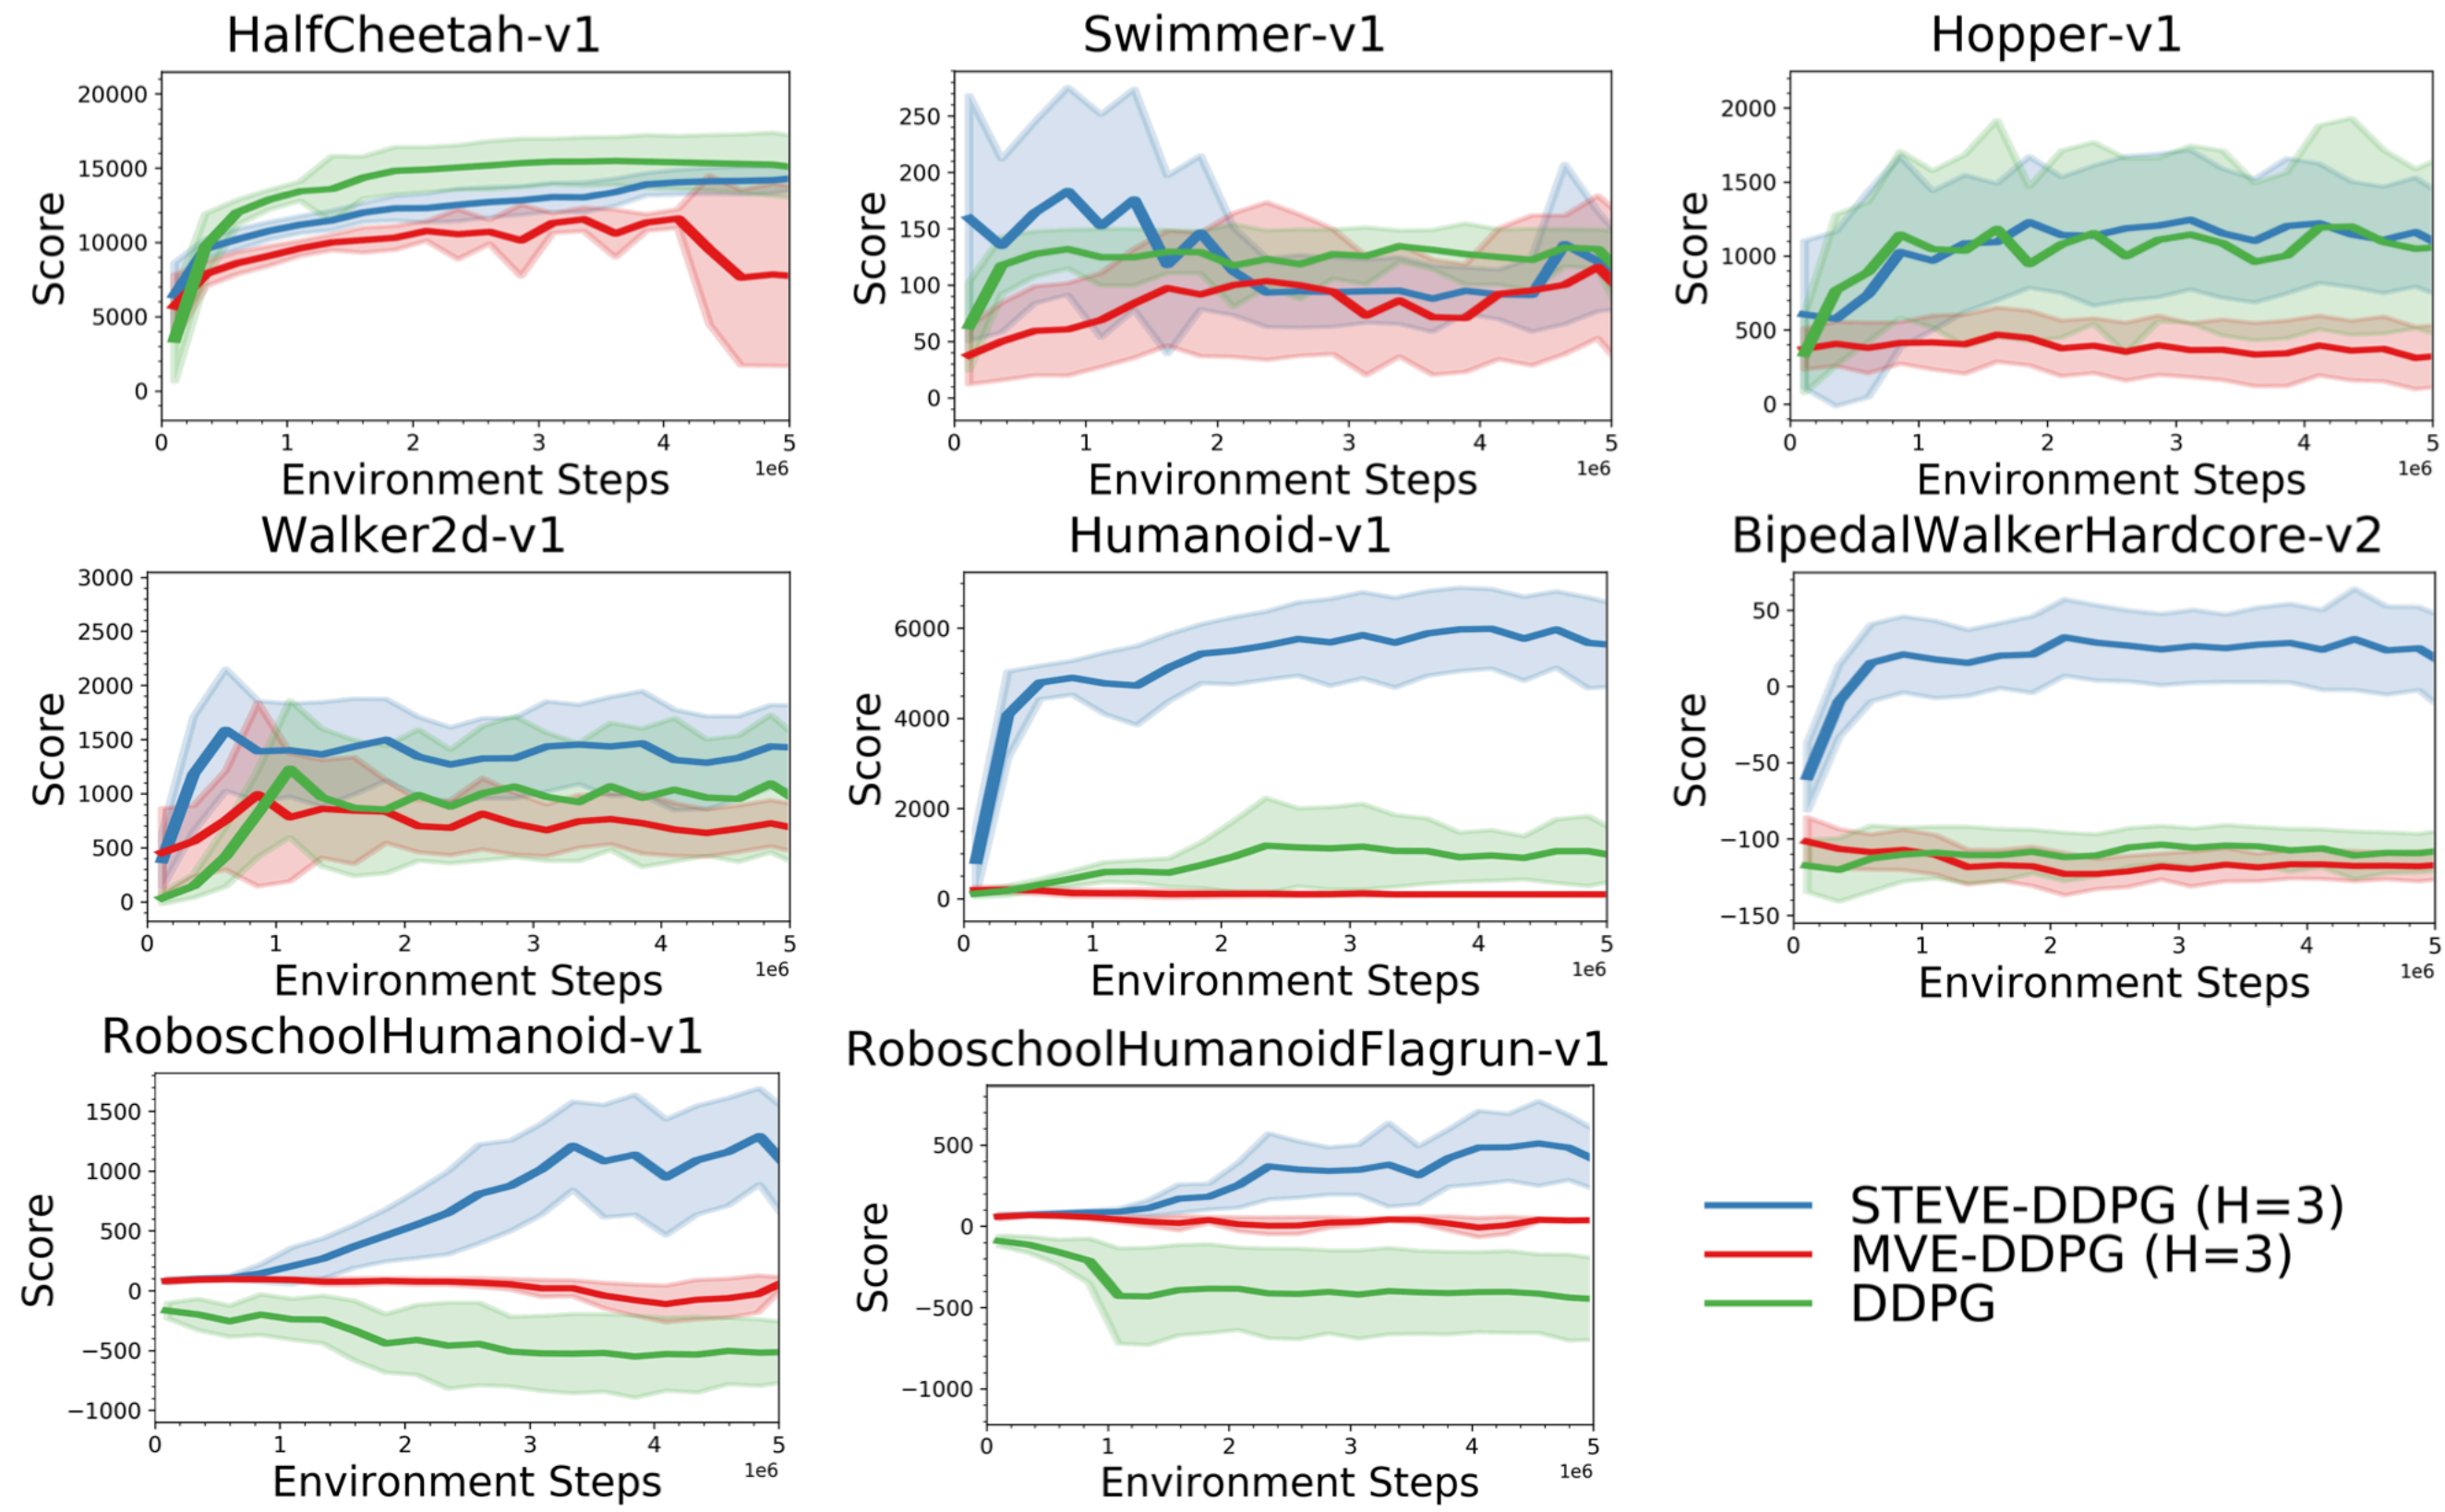 HalfCheetah-v1
20000
15000
10000
5000
0
Score
0 1 2 3 4 5
1e6
Environment Steps
Swimmer-v1
250
200
150
100
50
0
Score
0 1 2 3 4 5
1e6
Environment Steps
Hopper-v1
2000
1500
1000
500
0
Score
0 1 2 3 4 5
1e6
Environment Steps
Walker2d-v1
3000
2500
2000
1500
1000
500
0
Score
0 1 2 3 4 5
1e6
Environment Steps
Humanoid-v1
6000
4000
2000
0
Score
0 1 2 3 4 5
1e6
Environment Steps
BipedalWalkerHardcore-v2
50
0
−50
−100
−150
Score
0 1 2 3 4 5
1e6
Environment Steps
RoboschoolHumanoid-v1
1500
1000
500
0
−500
−1000
Score
0 1 2 3 4 5
1e6
Environment Steps
RoboschoolHumanoidFlagrun-v1
500
0
−500
−1000
Score
0 1 2 3 4 5
1e6
Environment Steps
STEVE-DDPG (H=3)
MVE-DDPG (H=3)
DDPG